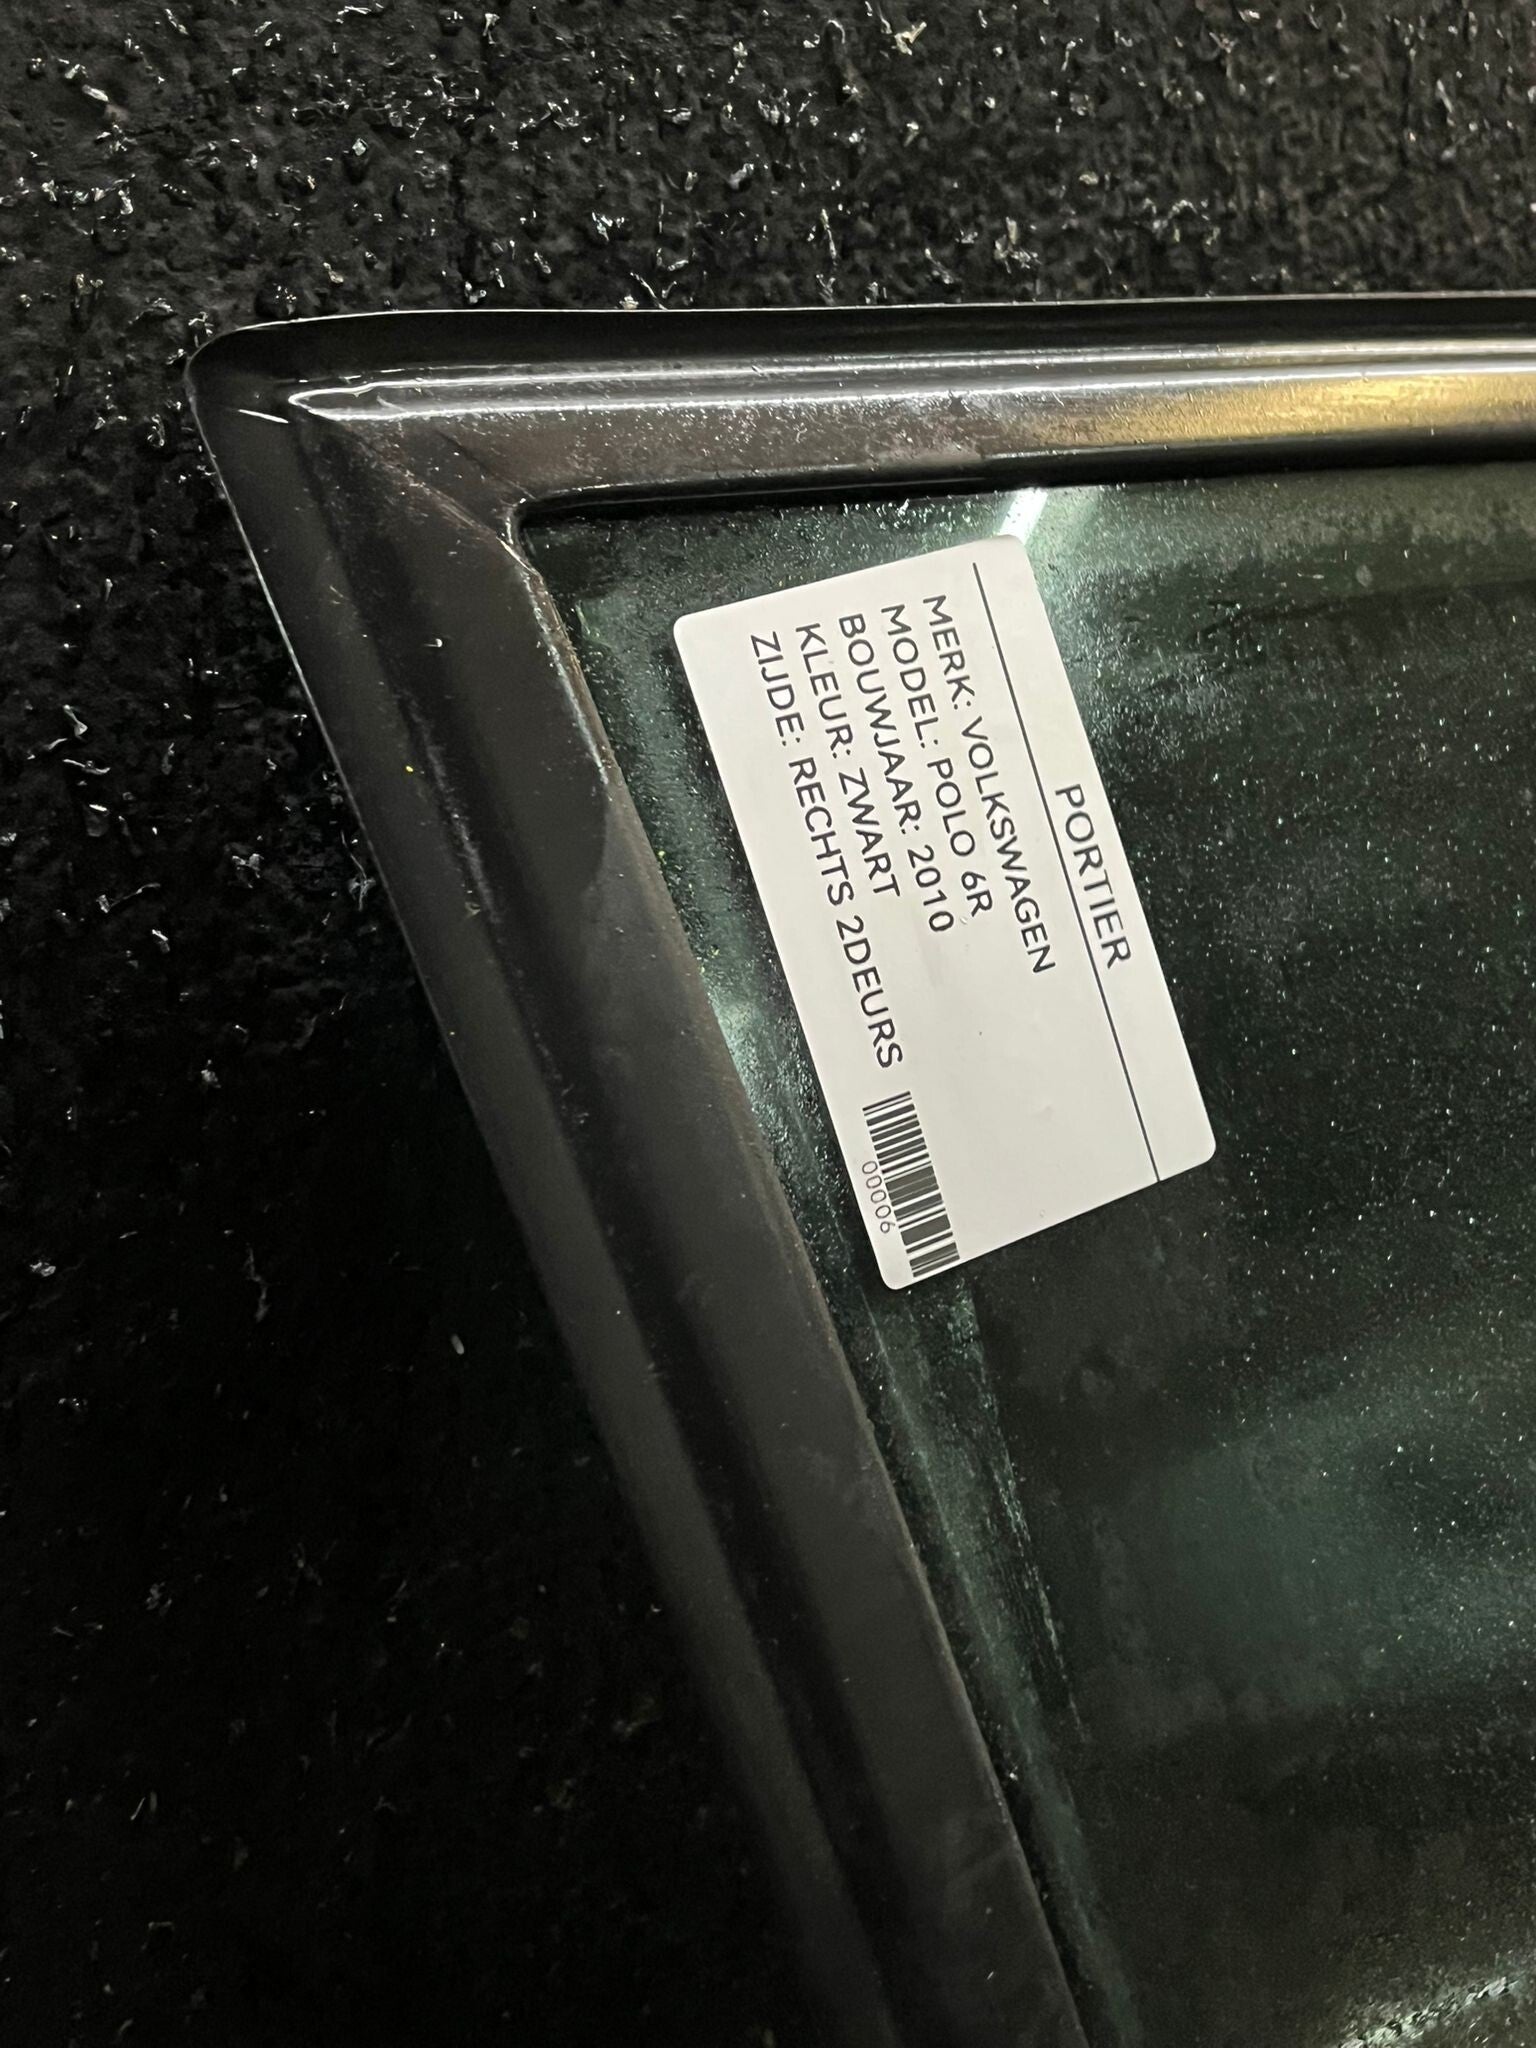 PORTIER
MERK: VOLKSWAGEN
MODEL: POLO 6R
BOUWJAAR: 2010
KLEUR: ZWART
ZIJDE: RECHTS 2DEURS
00006